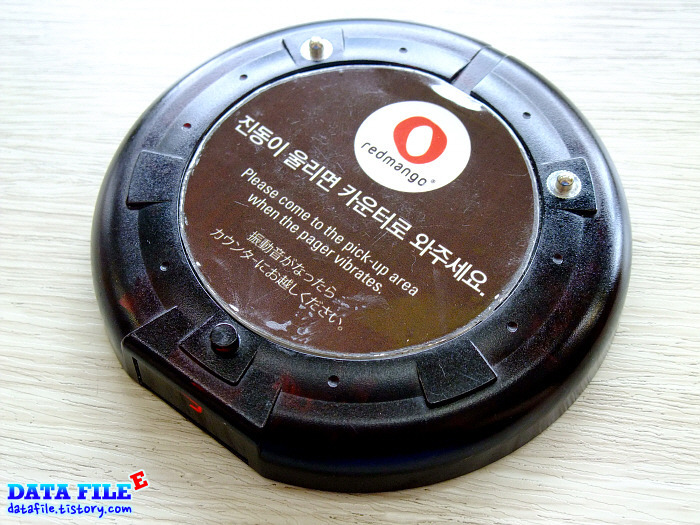 redmango®
진동이 울리면 카운터로 와주세요.
Please come to the pick-up area
when the pager vibrates
振動音がなったら
カウンターにお越しください。
DATA FILE E
datafile.tistory.com